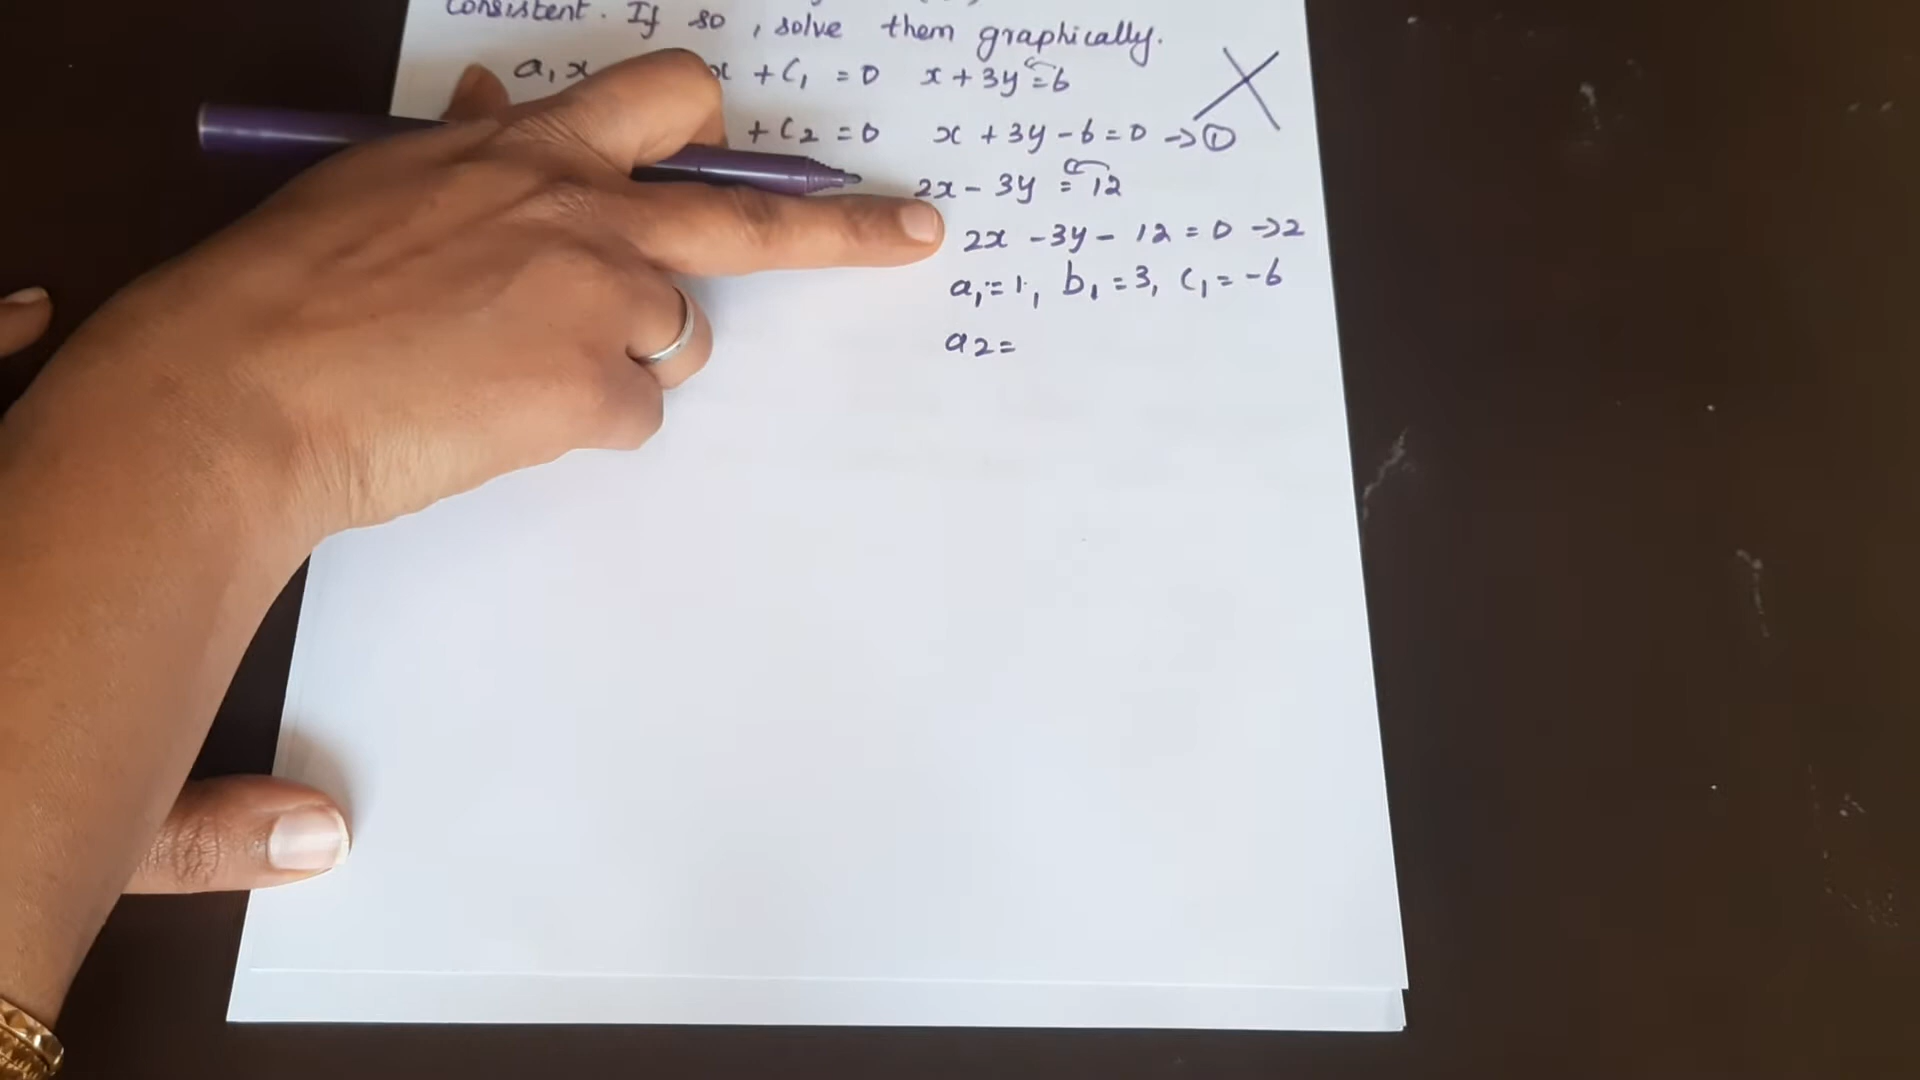 consistent. If so, solve them graphically.
a₁x x + C₁ = 0 x + 3y = 6
+ C₂ = 0 x + 3y - 6 = 0 → ①
2x - 3y = 12
2x - 3y - 12 = 0 → 2
a₁ = 1, b₁ = 3, C₁ = -6
a₂ =